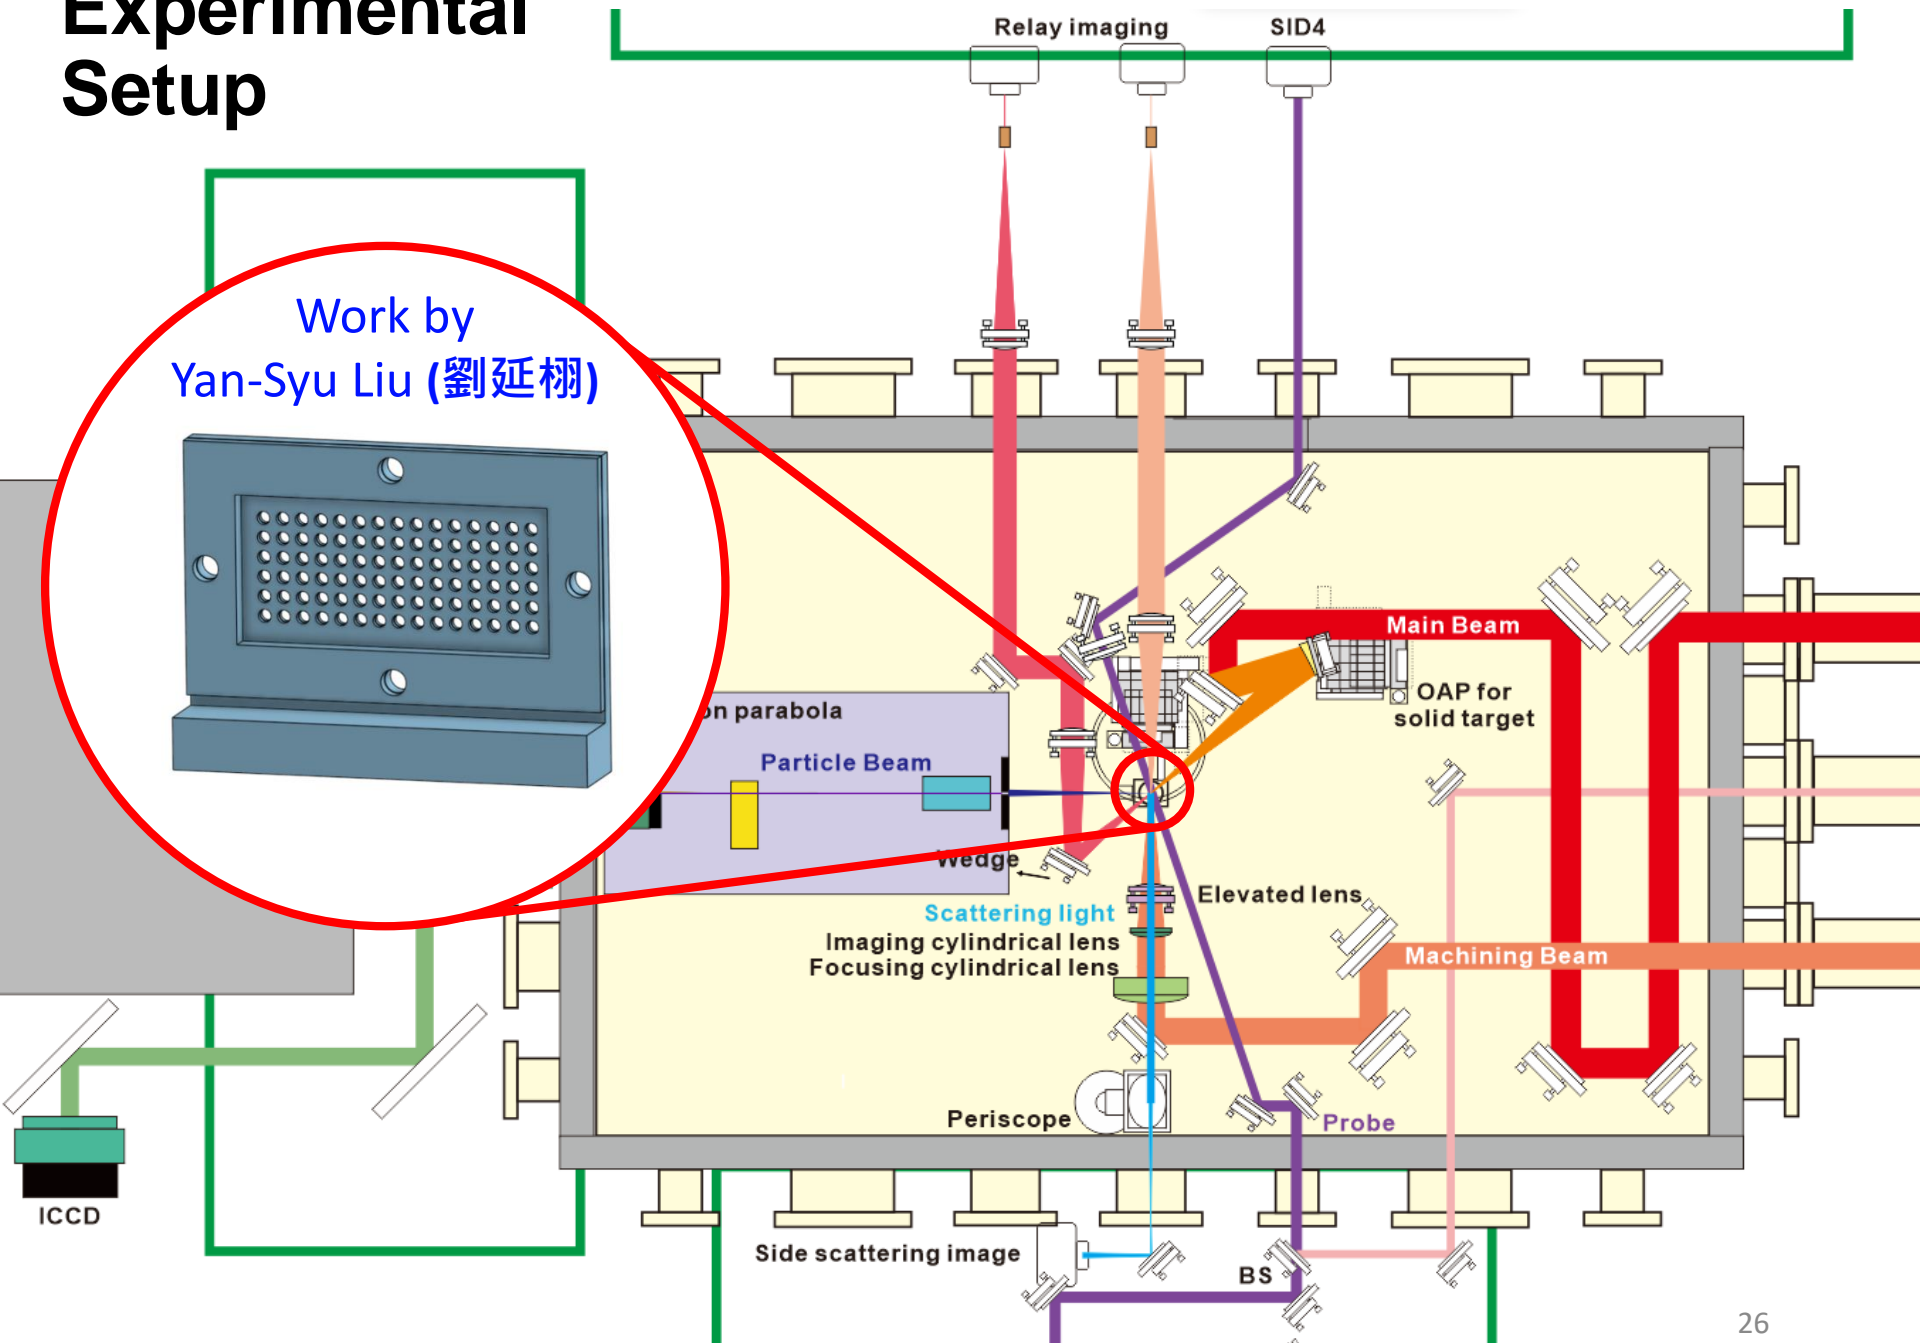 Experimental
Setup
Relay imaging
SID4
Work by
Yan-Syu Liu (劉延栩)
Main Beam
OAP for
solid target
on parabola
Particle Beam
Wedge
Elevated lens
Scattering light
Imaging cylindrical lens
Focusing cylindrical lens
Machining Beam
Periscope
Probe
ICCD
Side scattering image
BS
26